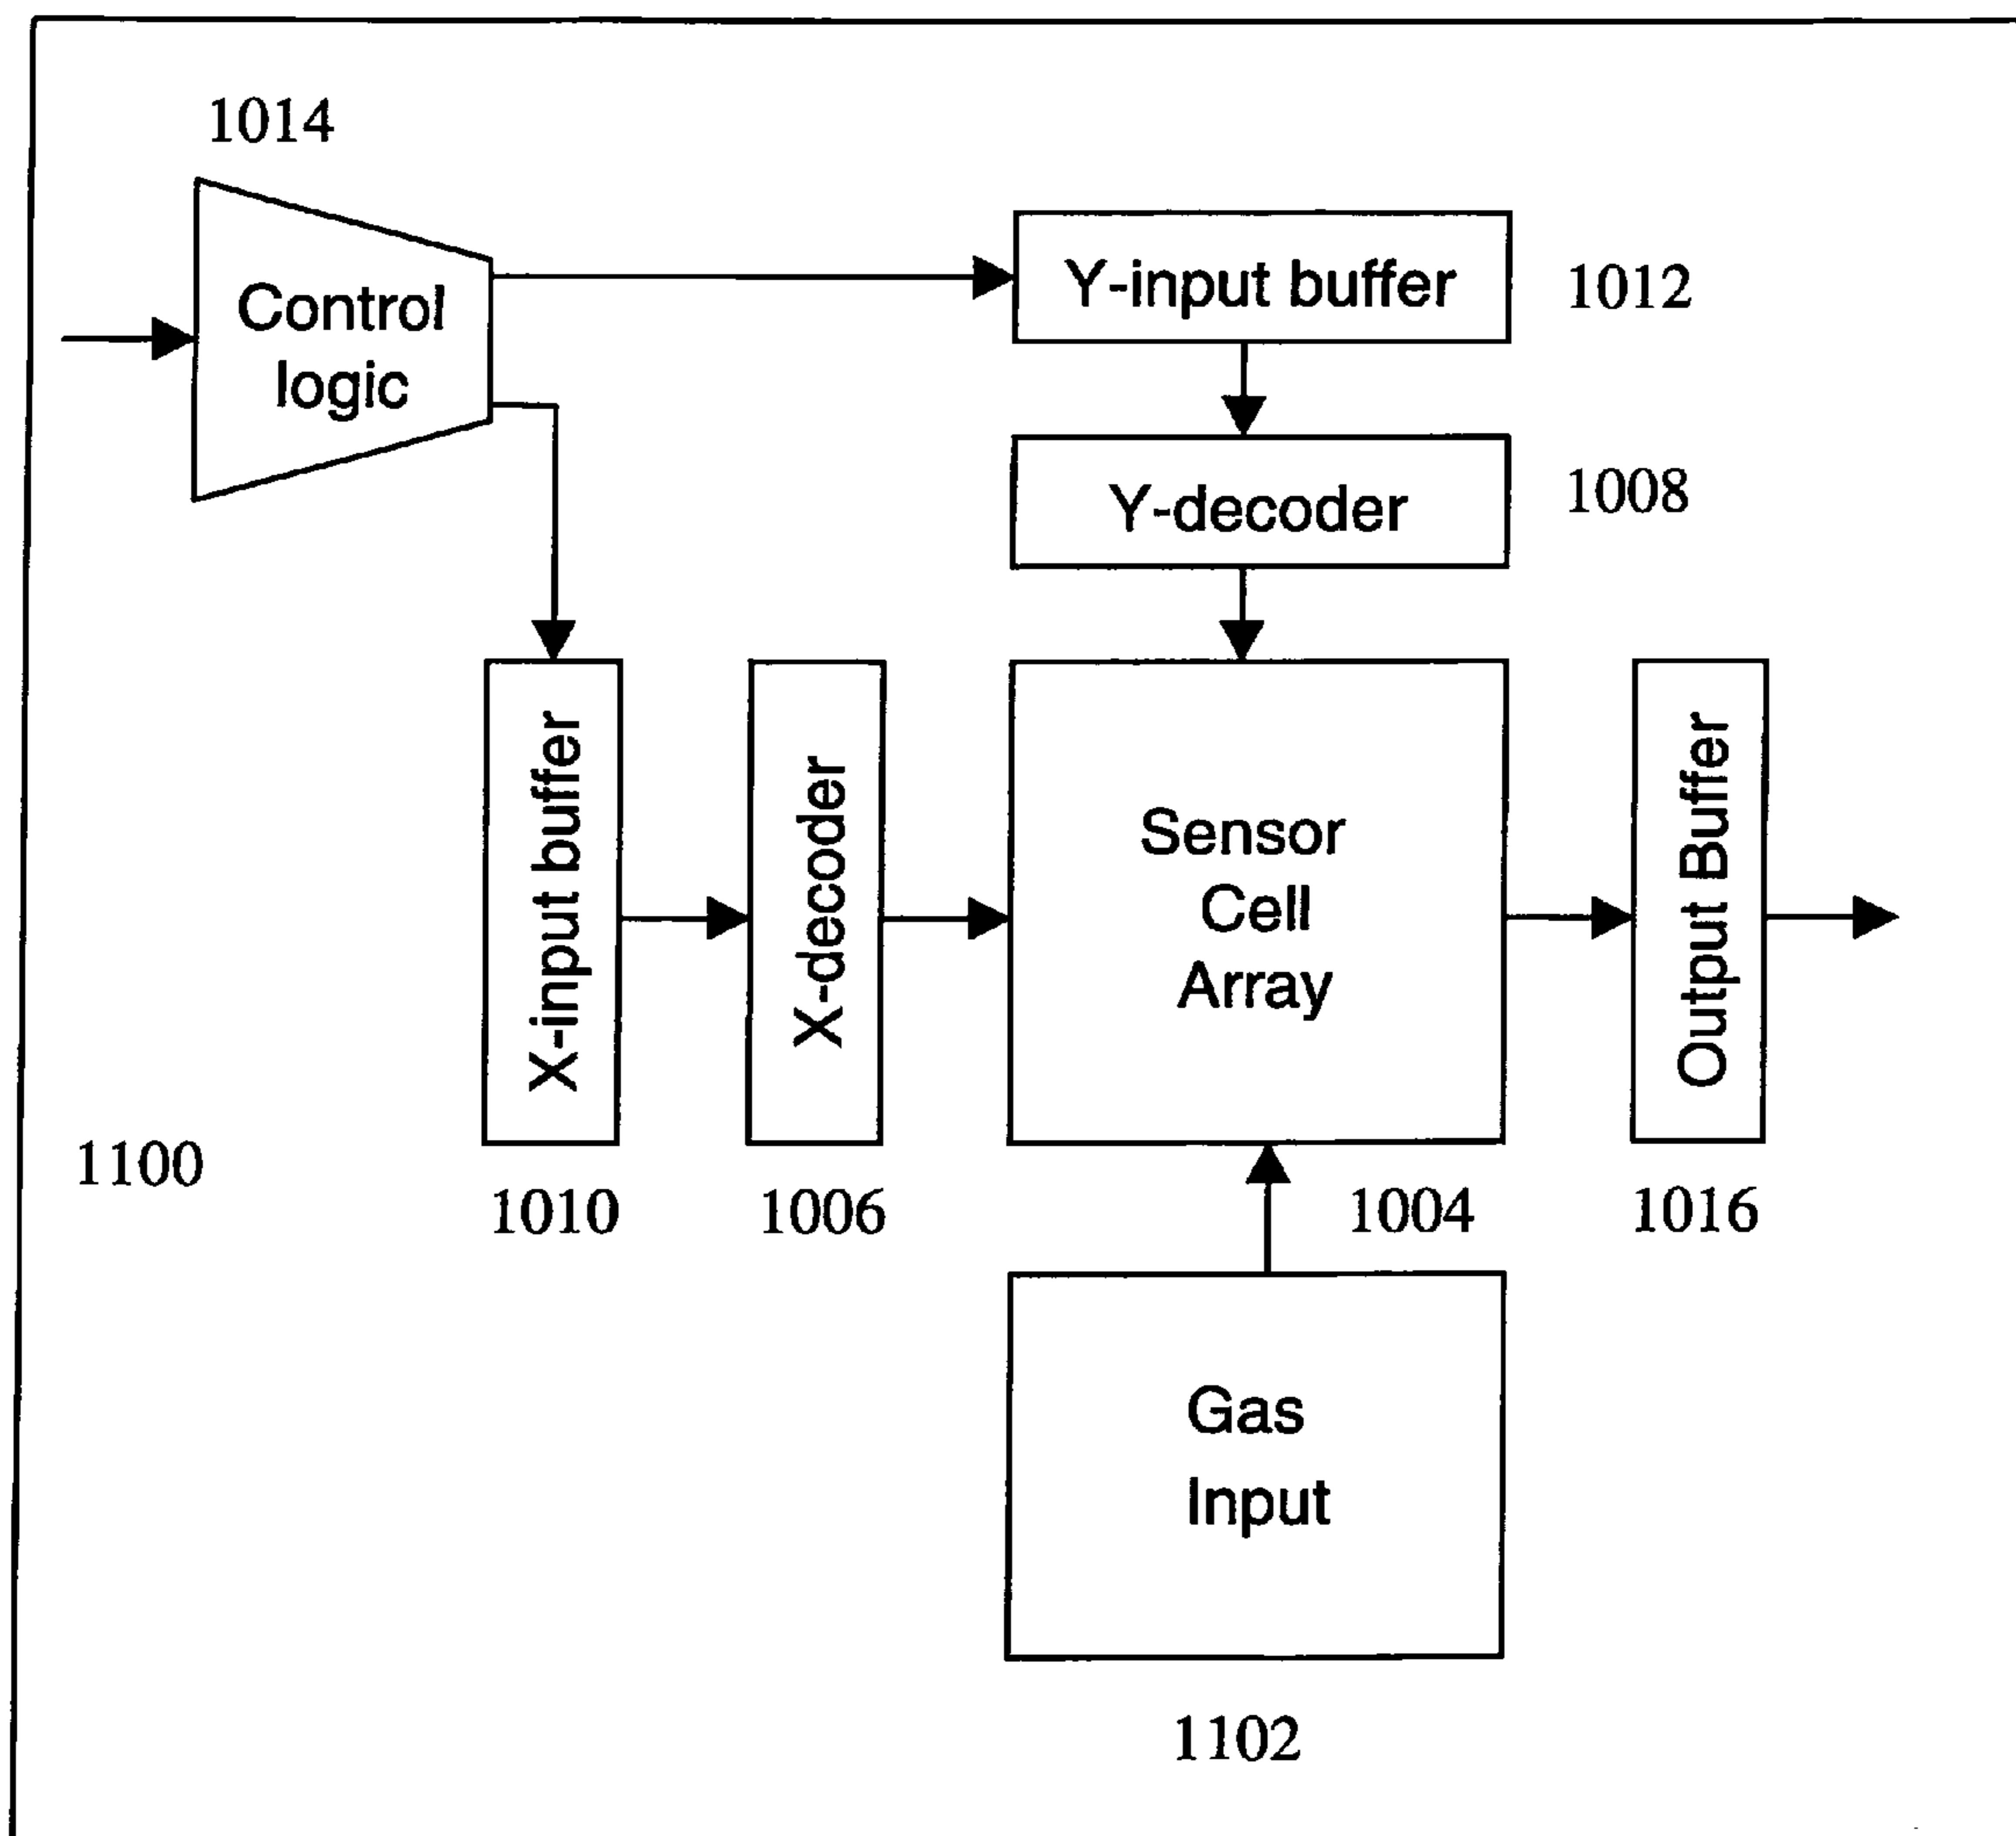 1014
Control
logic
Y-input buffer
1012
Y-decoder
1008
X-input buffer
X-decoder
Sensor
Cell
Array
Output Buffer
1100
1010
1006
1004
1016
Gas
Input
1102